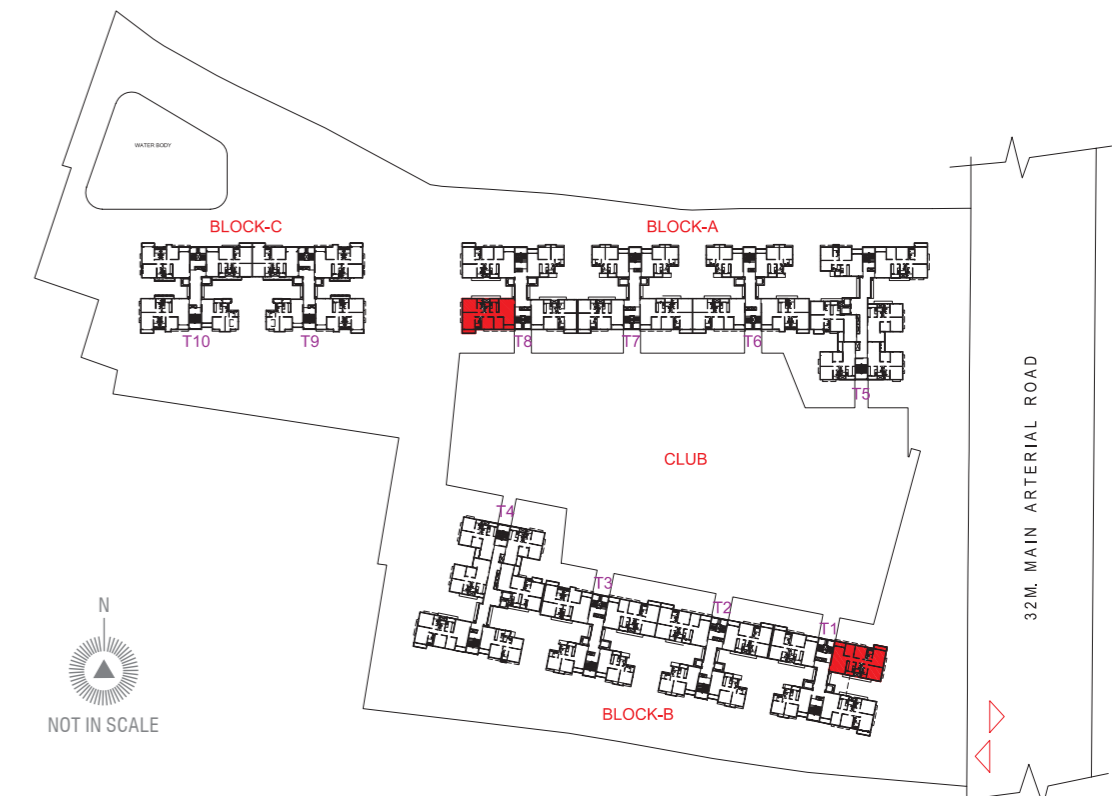 WATER BODY
BLOCK-C
BLOCK-A
T10
T9
T8
T7
T6
T5
CLUB
32M. MAIN ARTERIAL ROAD
T4
T3
T2
T1
N
NOT IN SCALE
BLOCK-B